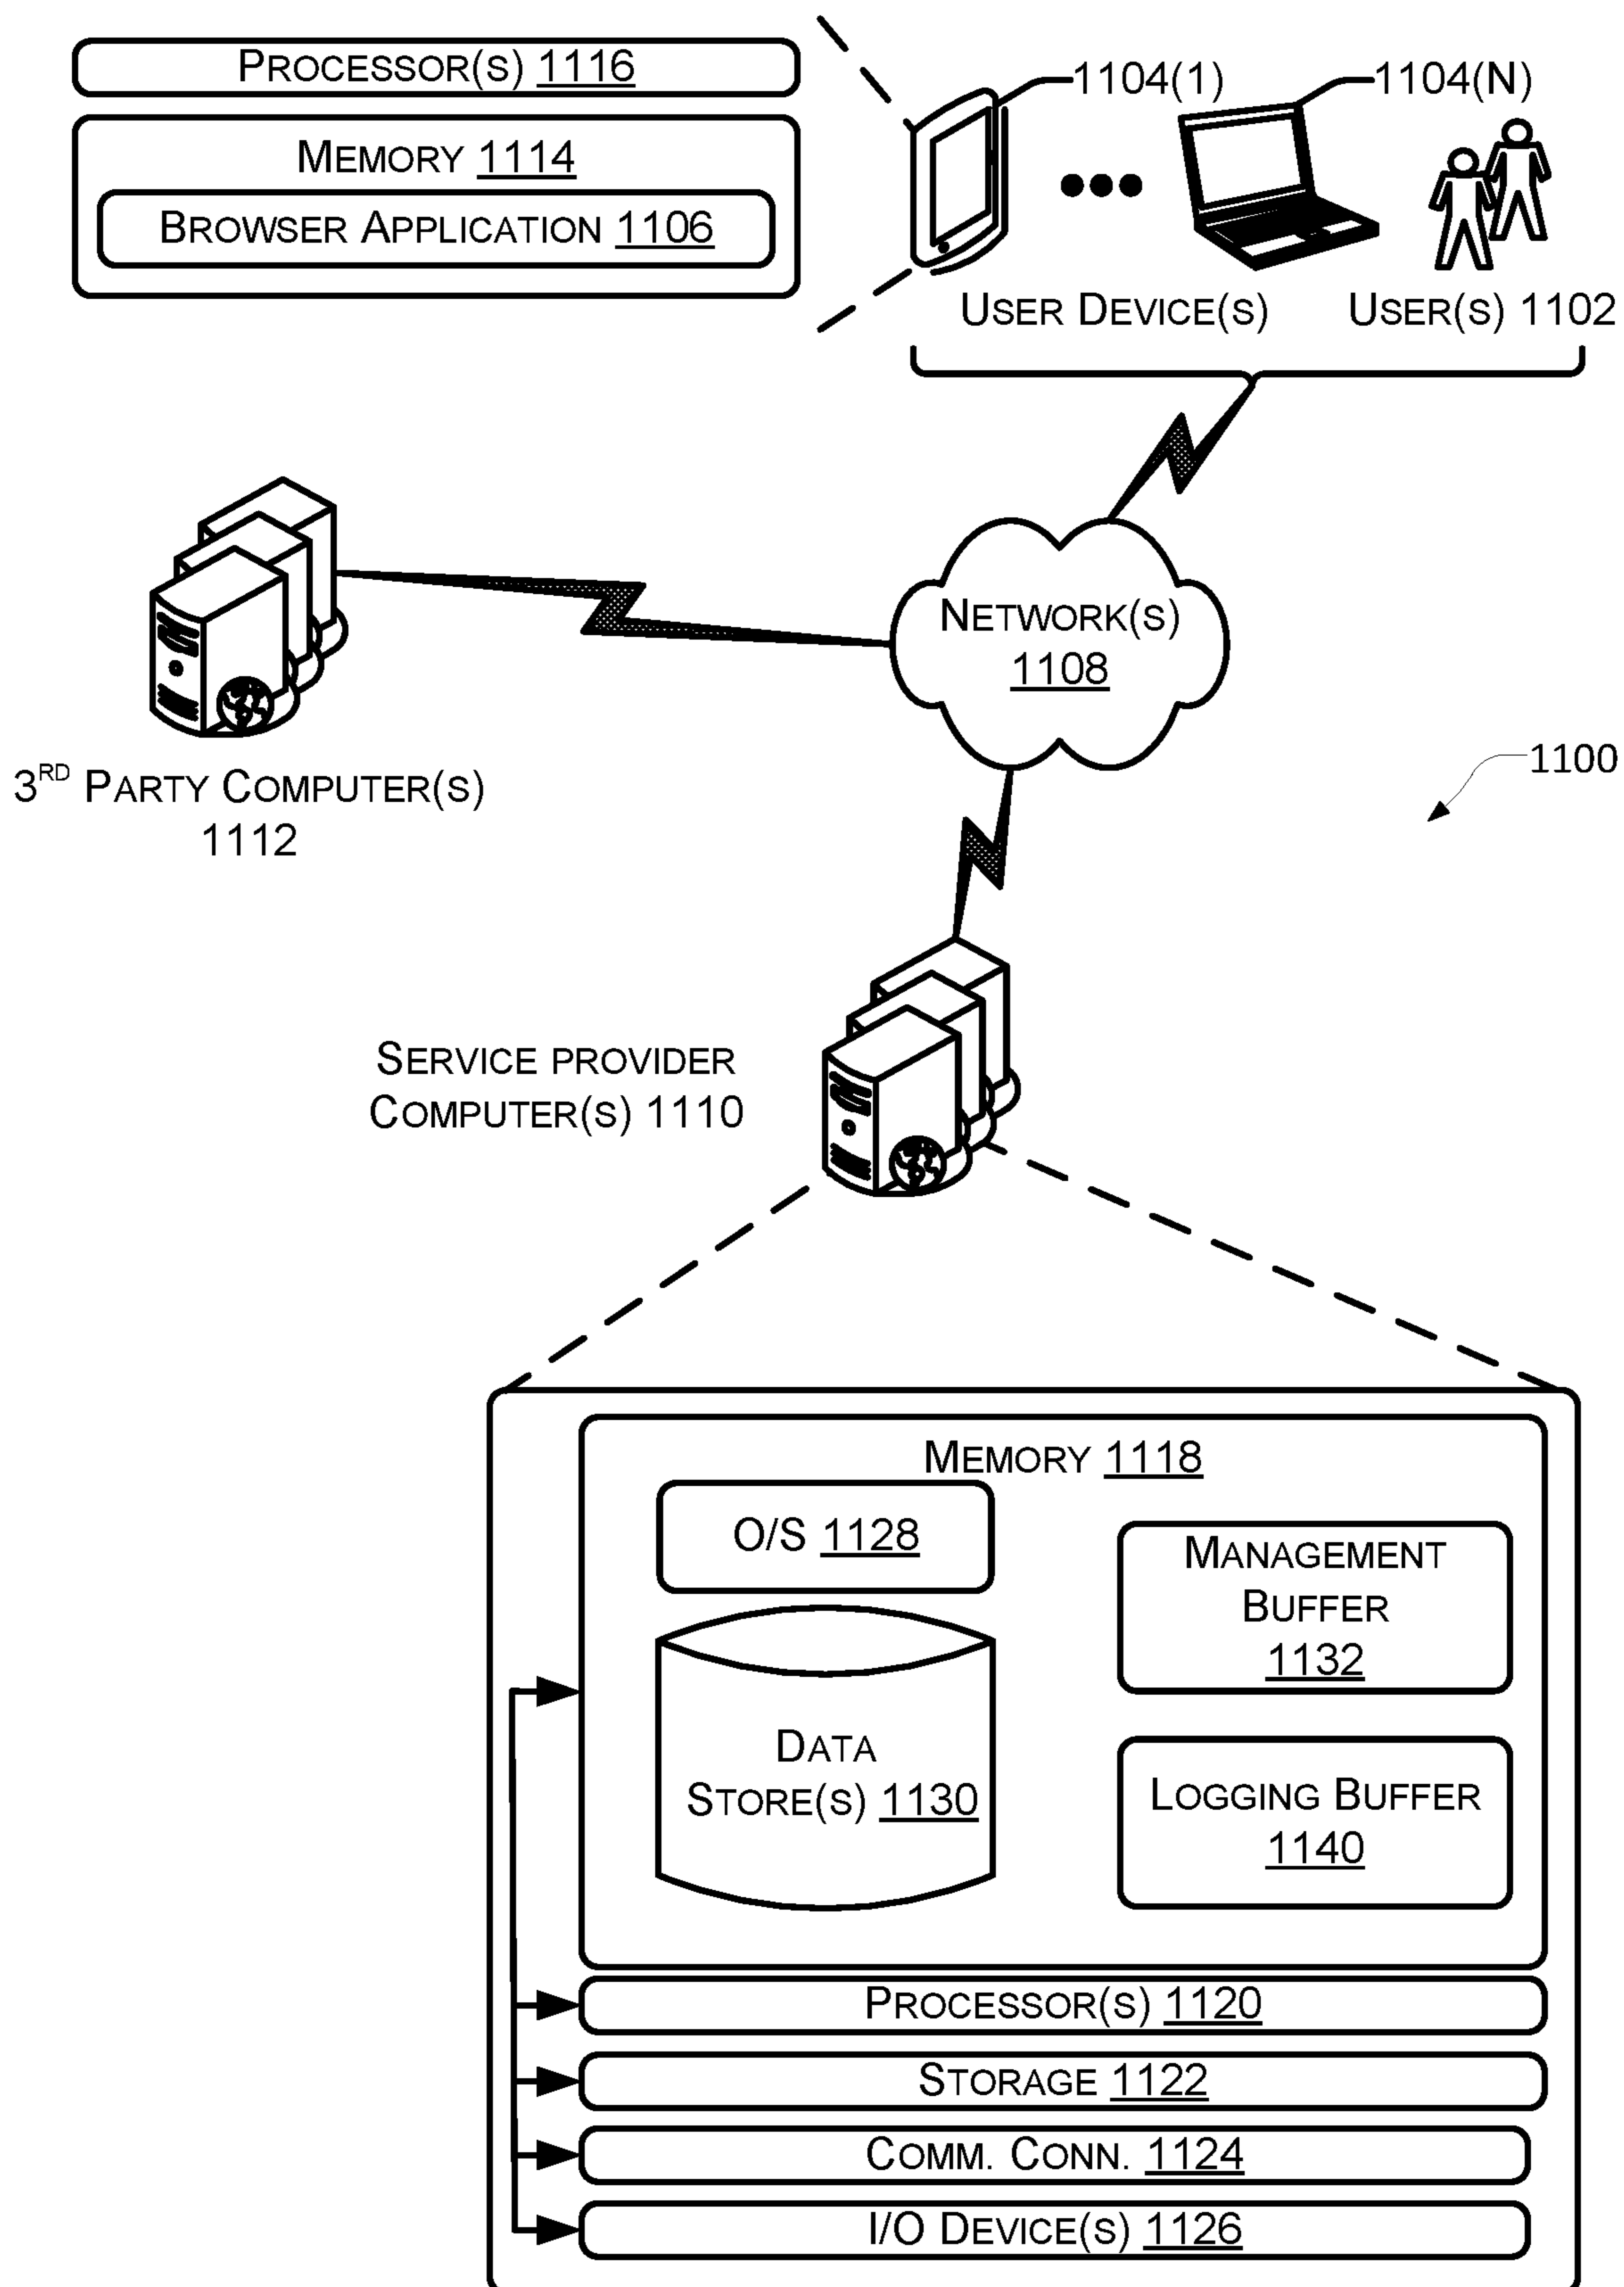 PROCESSOR(S) 1116
MEMORY 1114
BROWSER APPLICATION 1106
1104(1)
1104(N)
USER DEVICE(S)
USER(S) 1102
NETWORK(S)
1108
3RD PARTY COMPUTER(S)
1112
1100
SERVICE PROVIDER
COMPUTER(S) 1110
MEMORY 1118
O/S 1128
MANAGEMENT
BUFFER
1132
DATA
STORE(S) 1130
LOGGING BUFFER
1140
PROCESSOR(S) 1120
STORAGE 1122
COMM. CONN. 1124
I/O DEVICE(S) 1126